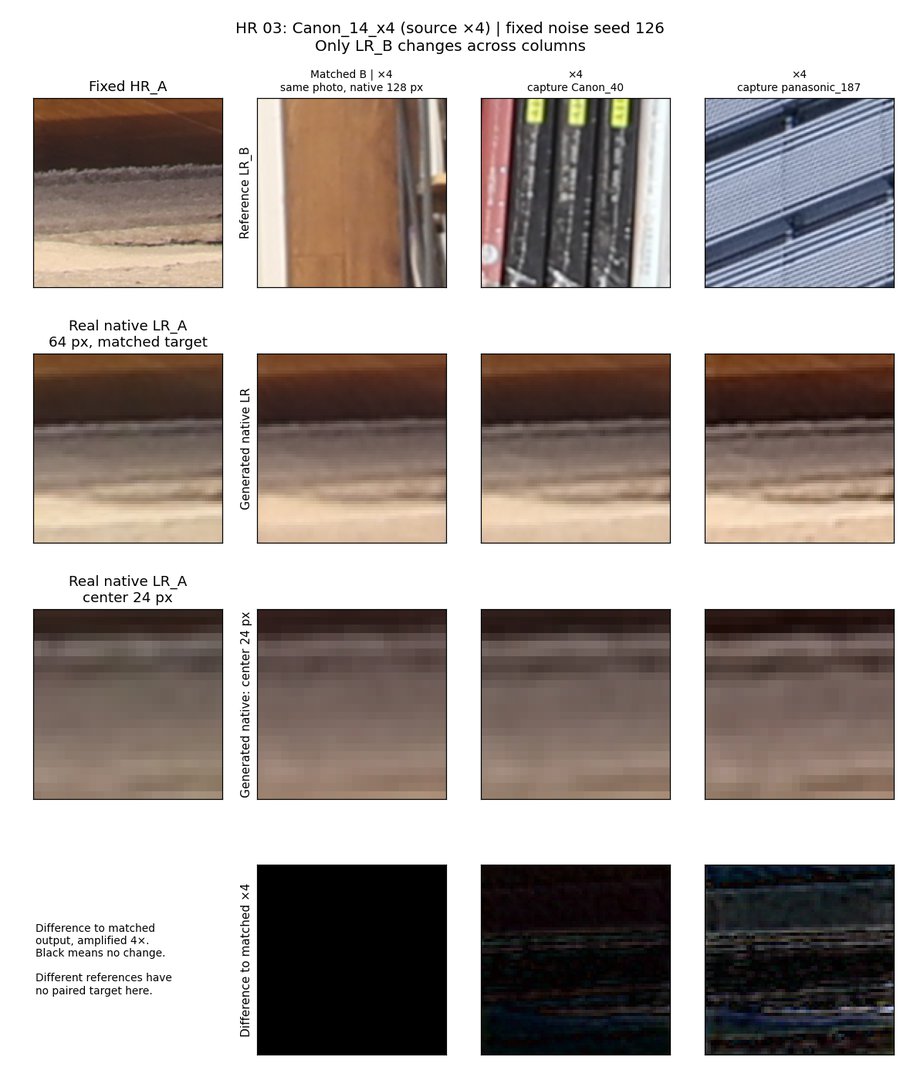 HR 03: Canon_14_x4 (source ×4) | fixed noise seed 126
Only LR_B changes across columns
Fixed HR_A
Matched B | ×4
same photo, native 128 px
×4
capture Canon_40
×4
capture panasonic_187
Reference LR_B
Real native LR_A
64 px, matched target
Generated native LR
Real native LR_A
center 24 px
Generated native: center 24 px
Difference to matched
output, amplified 4×.
Black means no change.
Different references have
no paired target here.
Difference to matched ×4